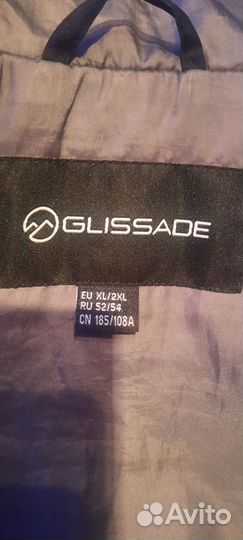 GLISSADE
EU XL/2XL
RU 52/54
CN 185/108A
Avito